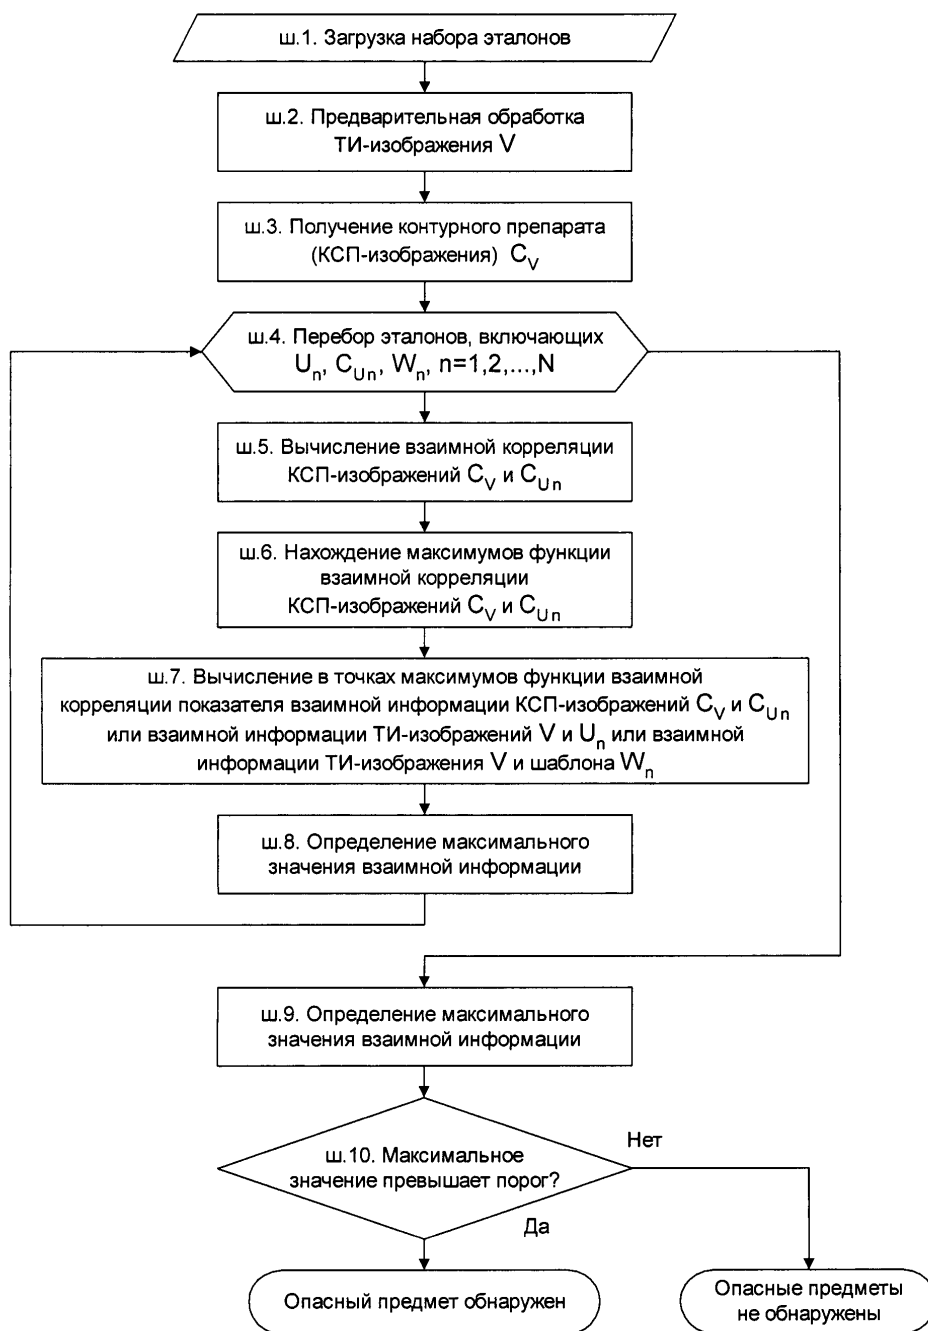 ш.1. Загрузка набора эталонов
ш.2. Предварительная обработка
ТИ-изображения V
ш.3. Получение контурного препарата
(КСП-изображения) C_V
ш.4. Перебор эталонов, включающих
U_n, C_Un, W_n, n=1,2,...,N
ш.5. Вычисление взаимной корреляции
КСП-изображений C_V и C_Un
ш.6. Нахождение максимумов функции
взаимной корреляции
КСП-изображений C_V и C_Un
ш.7. Вычисление в точках максимумов функции взаимной
корреляции показателя взаимной информации КСП-изображений C_V и C_Un
или взаимной информации ТИ-изображений V и U_n или взаимной
информации ТИ-изображения V и шаблона W_n
ш.8. Определение максимального
значения взаимной информации
ш.9. Определение максимального
значения взаимной информации
ш.10. Максимальное
значение превышает порог?
Нет
Да
Опасный предмет обнаружен
Опасные предметы
не обнаружены